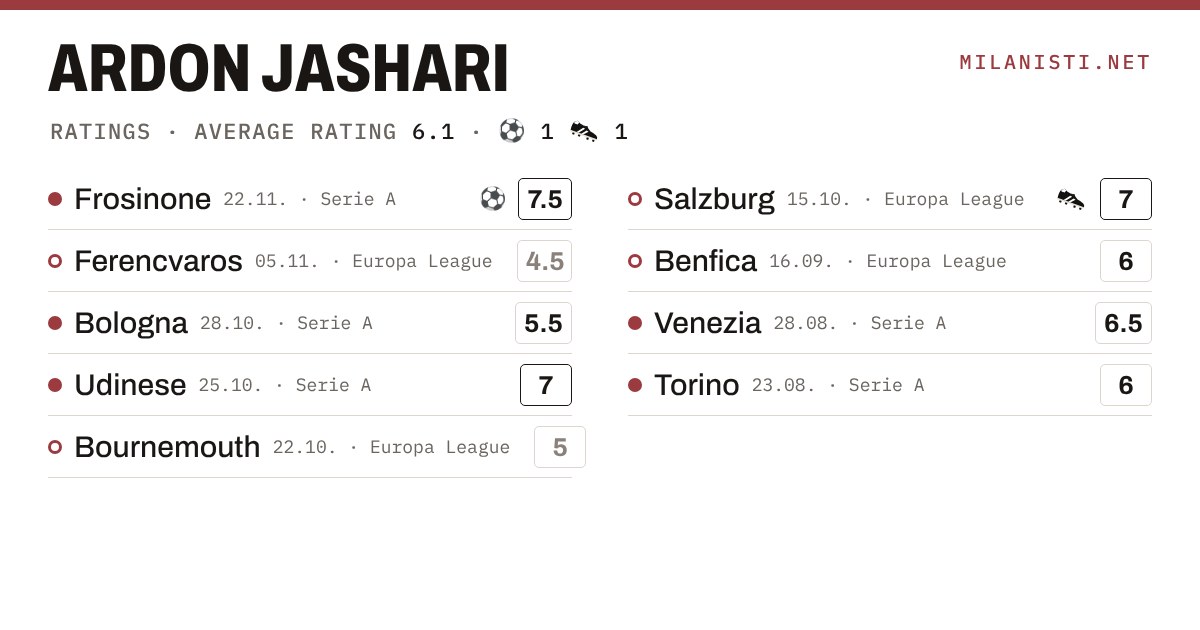 ARDON JASHARI
MILANISTI.NET
RATINGS · AVERAGE RATING 6.1 · ⚽ 1 1
Frosinone 22.11. · Serie A ⚽ 7.5
Ferencvaros 05.11. · Europa League 4.5
Bologna 28.10. · Serie A 5.5
Udinese 25.10. · Serie A 7
Bournemouth 22.10. · Europa League 5
Salzburg 15.10. · Europa League 7
Benfica 16.09. · Europa League 6
Venezia 28.08. · Serie A 6.5
Torino 23.08. · Serie A 6